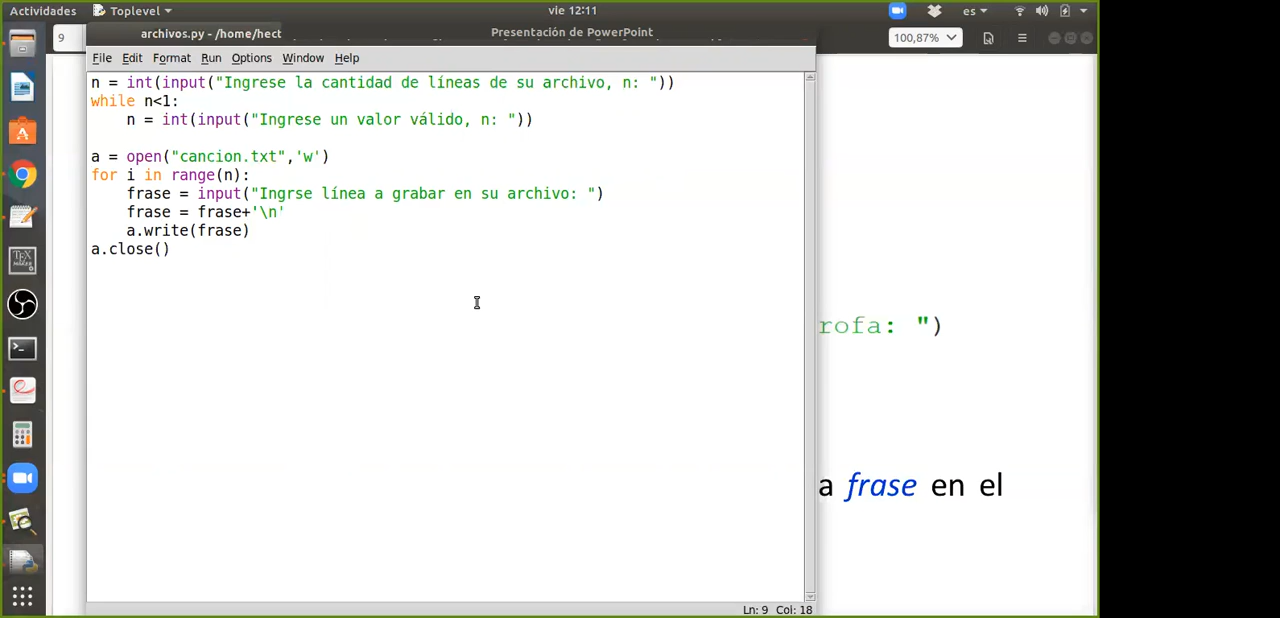 Actividades Toplevel vie 12:11 es
9 archivos.py - /home/hect Presentación de PowerPoint 100,87%
File Edit Format Run Options Window Help
n = int(input("Ingrese la cantidad de líneas de su archivo, n: "))
while n<1:
    n = int(input("Ingrese un valor válido, n: "))
a = open("cancion.txt",'w')
for i in range(n):
    frase = input("Ingrse línea a grabar en su archivo: ")
    frase = frase+'\n'
    a.write(frase)
a.close()
rofa: ")
a frase en el
Ln: 9 Col: 18